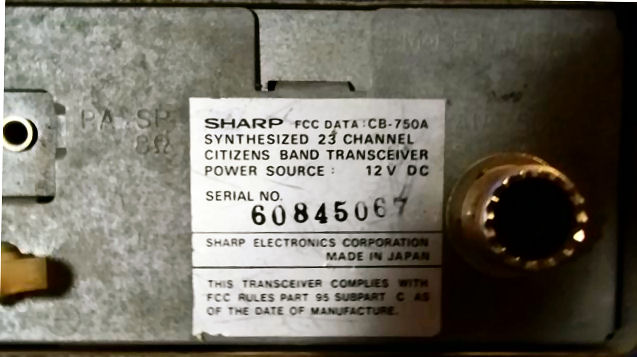 PA. SP.
8Ω
SHARP FCC DATA: CB-750A
SYNTHESIZED 23 CHANNEL
CITIZENS BAND TRANSCEIVER
POWER SOURCE: 12V DC
SERIAL NO.
60845067
SHARP ELECTRONICS CORPORATION
MADE IN JAPAN
THIS TRANSCEIVER COMPLIES WITH
FCC RULES PART 95 SUBPART C AS
OF THE DATE OF MANUFACTURE.